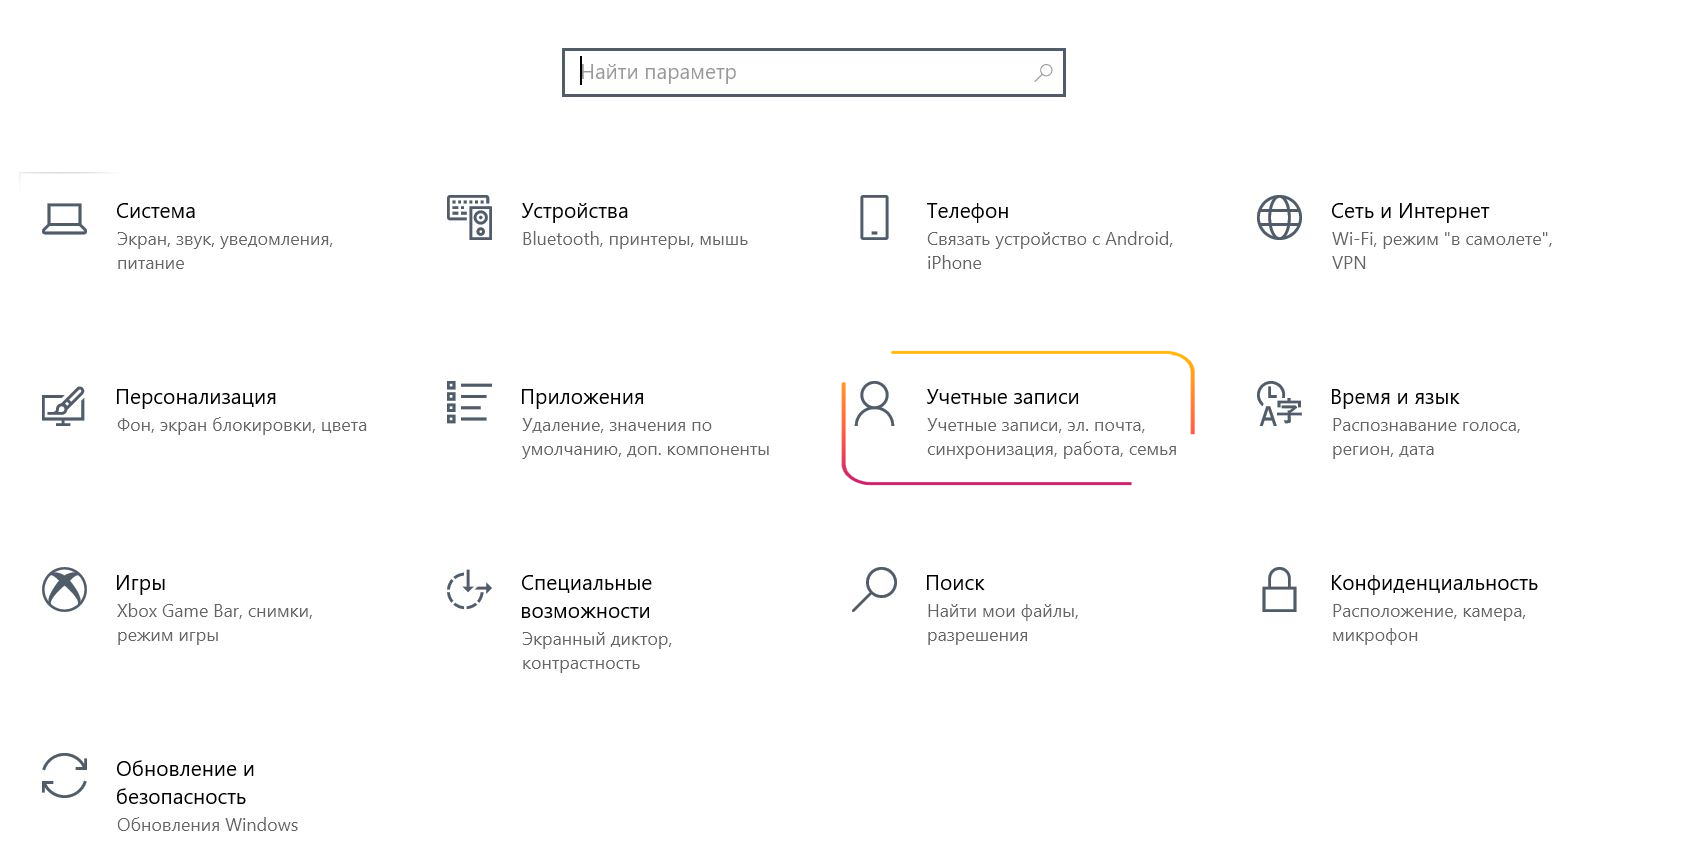 Найти параметр
Система
Экран, звук, уведомления,
питание
Устройства
Bluetooth, принтеры, мышь
Телефон
Связать устройство с Android,
iPhone
Сеть и Интернет
Wi-Fi, режим "в самолете",
VPN
Персонализация
Фон, экран блокировки, цвета
Приложения
Удаление, значения по
умолчанию, доп. компоненты
Учетные записи
Учетные записи, эл. почта,
синхронизация, работа, семья
Время и язык
Распознавание голоса,
регион, дата
Игры
Xbox Game Bar, снимки,
режим игры
Специальные
возможности
Экранный диктор,
контрастность
Поиск
Найти мои файлы,
разрешения
Конфиденциальность
Расположение, камера,
микрофон
Обновление и
безопасность
Обновления Windows